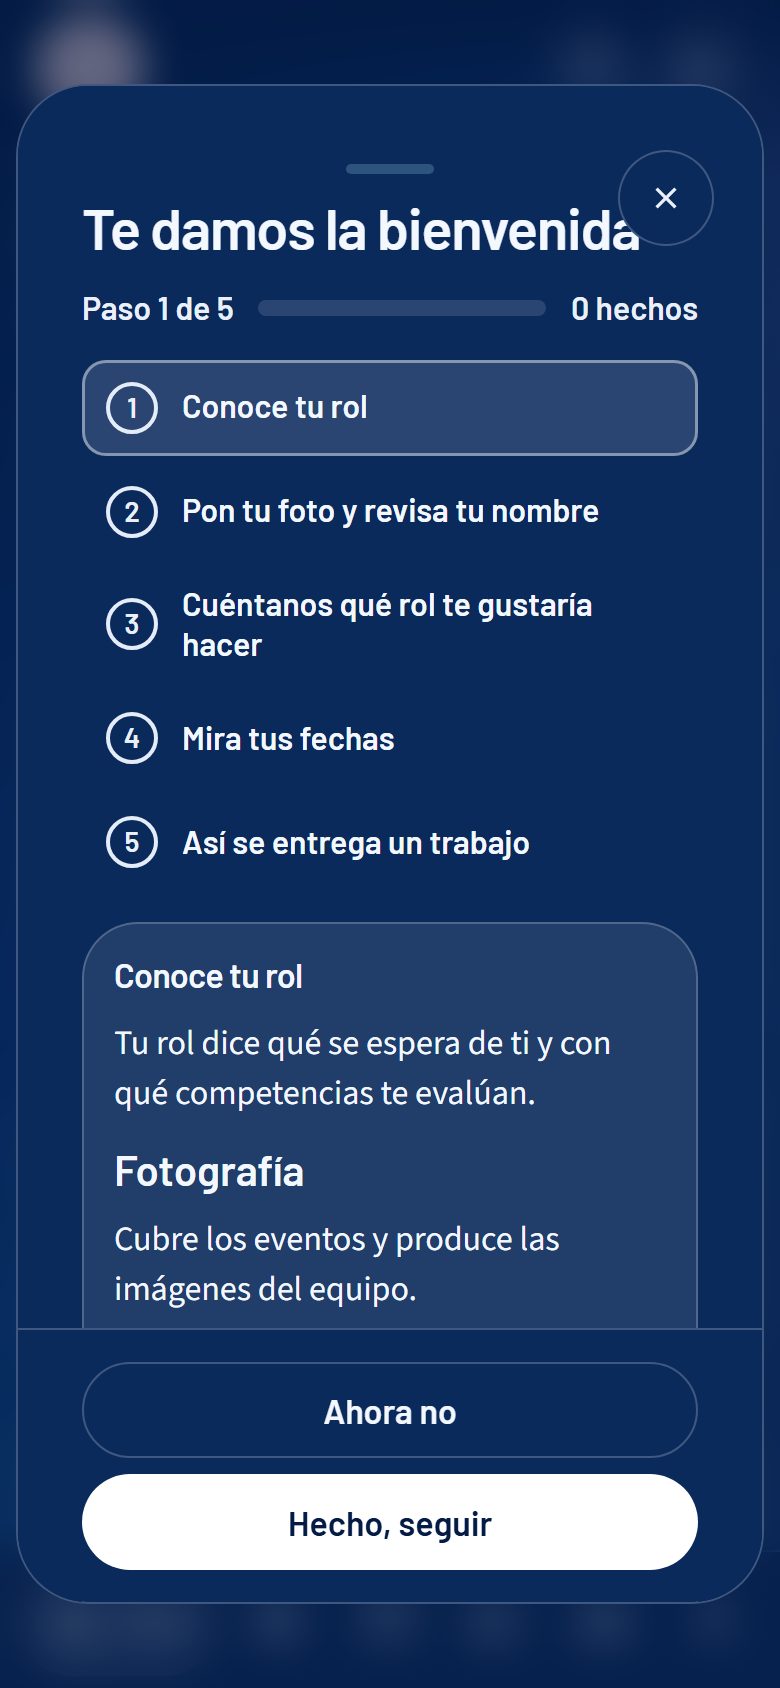 Te damos la bienvenida
Paso 1 de 5
0 hechos
1 Conoce tu rol
2 Pon tu foto y revisa tu nombre
3 Cuéntanos qué rol te gustaría
hacer
4 Mira tus fechas
5 Así se entrega un trabajo
Conoce tu rol
Tu rol dice qué se espera de ti y con
qué competencias te evalúan.
Fotografía
Cubre los eventos y produce las
imágenes del equipo.
Ahora no
Hecho, seguir